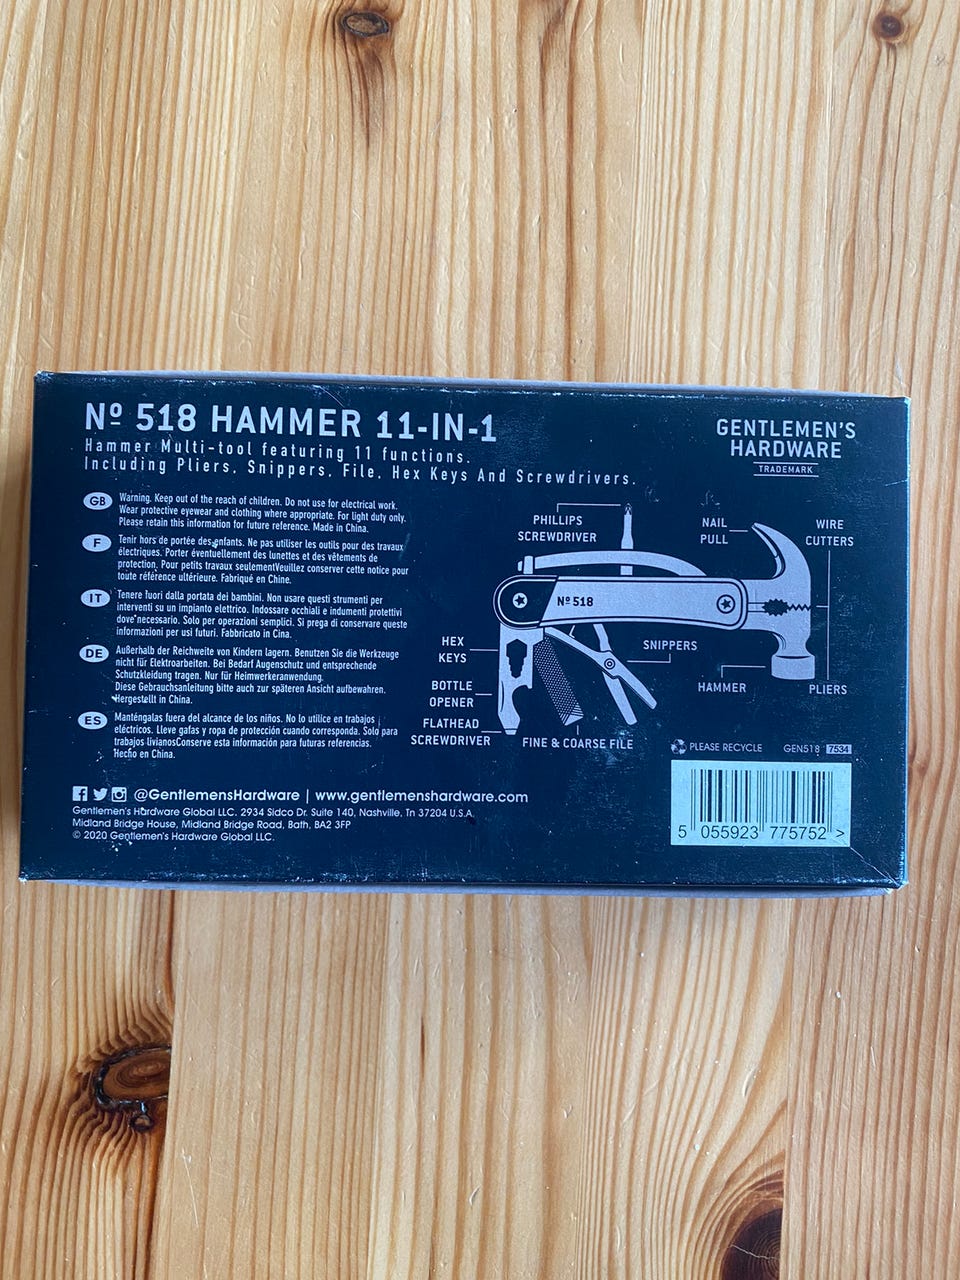 Nº 518 HAMMER 11-IN-1
Hammer Multi-tool featuring 11 functions.
Including Pliers, Snippers, File, Hex Keys And Screwdrivers.
GENTLEMEN'S
HARDWARE
TRADEMARK
GB
Warning. Keep out of the reach of children. Do not use for electrical work.
Wear protective eyewear and clothing where appropriate. For light duty only.
Please retain this information for future reference. Made in China.
F
Tenir hors de portée des enfants. Ne pas utiliser les outils pour des travaux
électriques. Porter éventuellement des lunettes et des vêtements de
protection. Pour petits travaux seulementVeuillez conserver cette notice pour
toute référence ultérieure. Fabriqué en Chine.
IT
Tenere fuori dalla portata dei bambini. Non usare questi strumenti per
interventi su un impianto elettrico. Indossare occhiali e indumenti protettivi
dove necessario. Solo per operazioni semplici. Si prega di conservare queste
informazioni per usi futuri. Fabbricato in Cina.
DE
Außerhalb der Reichweite von Kindern lagern. Benutzen Sie die Werkzeuge
nicht für Elektroarbeiten. Bei Bedarf Augenschutz und entsprechende
Schutzkleidung tragen. Nur für Heimwerkeranwendung.
Diese Gebrauchsanleitung bitte auch zur späteren Ansicht aufbewahren.
Hergestellt in China.
ES
Manténgalas fuera del alcance de los niños. No lo utilice en trabajos
eléctricos. Lleve gafas y ropa de protección cuando corresponda. Solo para
trabajos livianosConserve esta información para futuras referencias.
Hecho en China.
PHILLIPS
SCREWDRIVER
NAIL
PULL
WIRE
CUTTERS
Nº 518
HEX
KEYS
SNIPPERS
BOTTLE
OPENER
HAMMER
PLIERS
FLATHEAD
SCREWDRIVER
FINE & COARSE FILE
PLEASE RECYCLE
GEN518 7534
@GentlemensHardware | www.gentlemenshardware.com
Gentlemen's Hardware Global LLC. 2934 Sidco Dr. Suite 140, Nashville, Tn 37204 U.S.A.
Midland Bridge House, Midland Bridge Road, Bath, BA2 3FP
© 2020 Gentlemen's Hardware Global LLC.
5 055923 775752 >